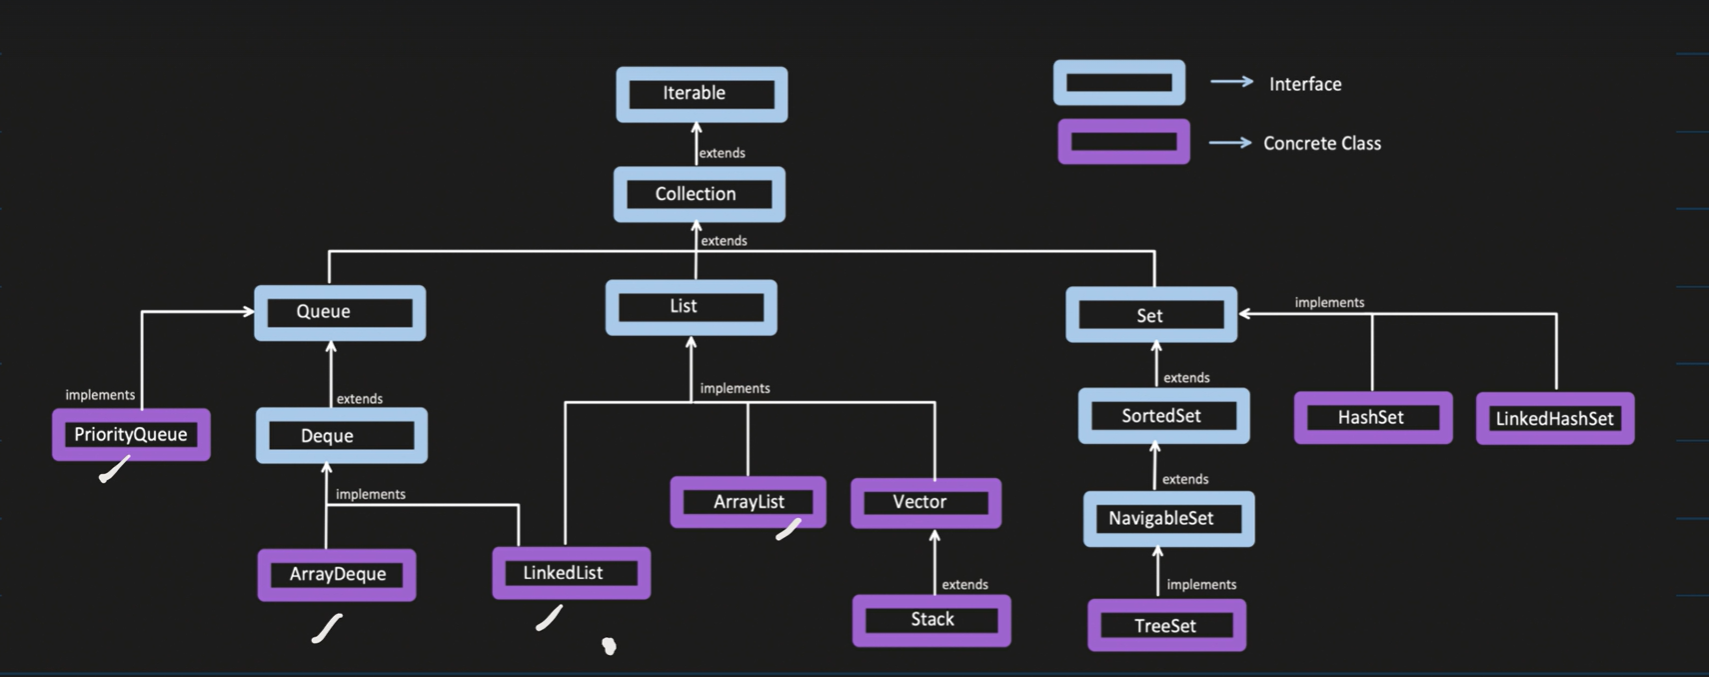 Iterable
Interface
Concrete Class
extends
Collection
extends
Queue
List
Set
implements
implements
extends
implements
extends
PriorityQueue
Deque
SortedSet
HashSet
LinkedHashSet
implements
extends
ArrayList
Vector
NavigableSet
ArrayDeque
LinkedList
extends
implements
Stack
TreeSet